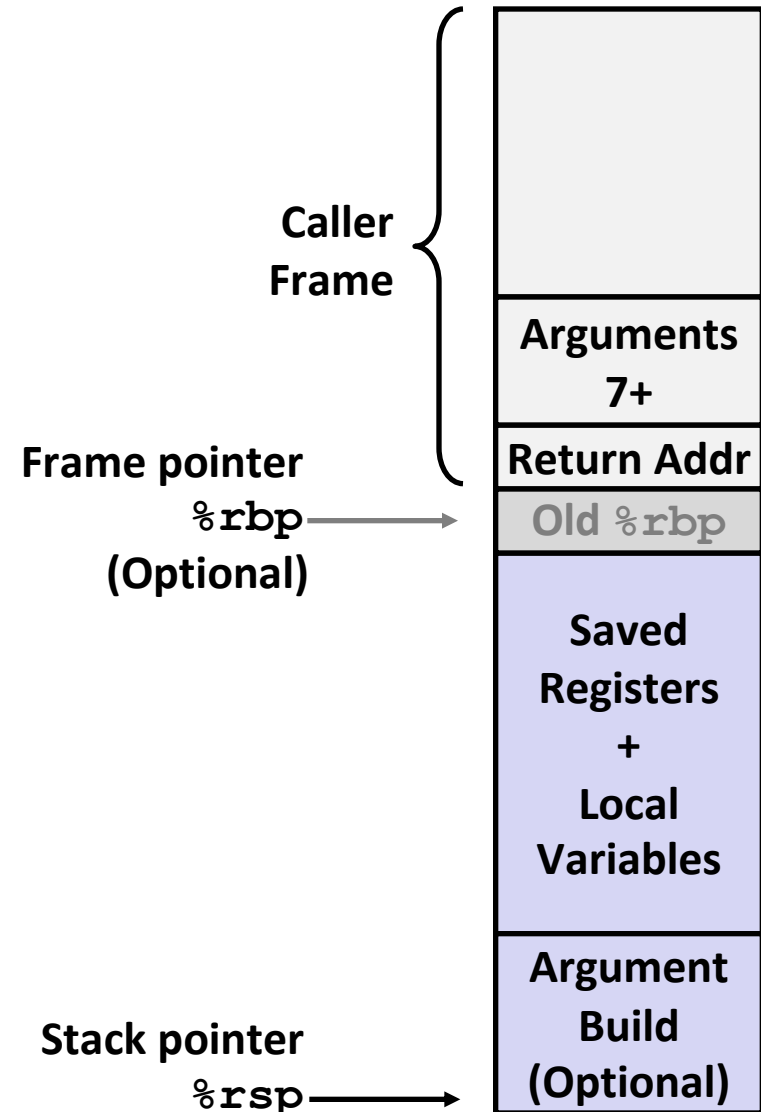 Caller
Frame
Arguments
7+
Return Addr
Frame pointer
%rbp
(Optional)
Old %rbp
Saved
Registers
+
Local
Variables
Argument
Build
(Optional)
Stack pointer
%rsp